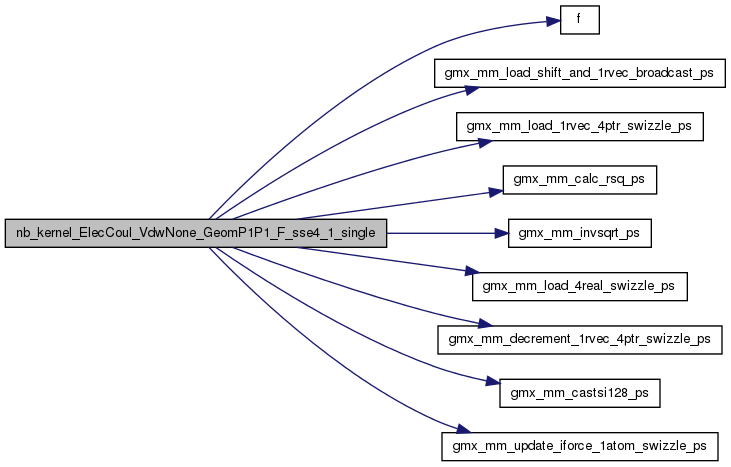 f
gmx_mm_load_shift_and_1rvec_broadcast_ps
gmx_mm_load_1rvec_4ptr_swizzle_ps
gmx_mm_calc_rsq_ps
nb_kernel_ElecCoul_VdwNone_GeomP1P1_F_sse4_1_single
gmx_mm_invsqrt_ps
gmx_mm_load_4real_swizzle_ps
gmx_mm_decrement_1rvec_4ptr_swizzle_ps
gmx_mm_castsi128_ps
gmx_mm_update_iforce_1atom_swizzle_ps